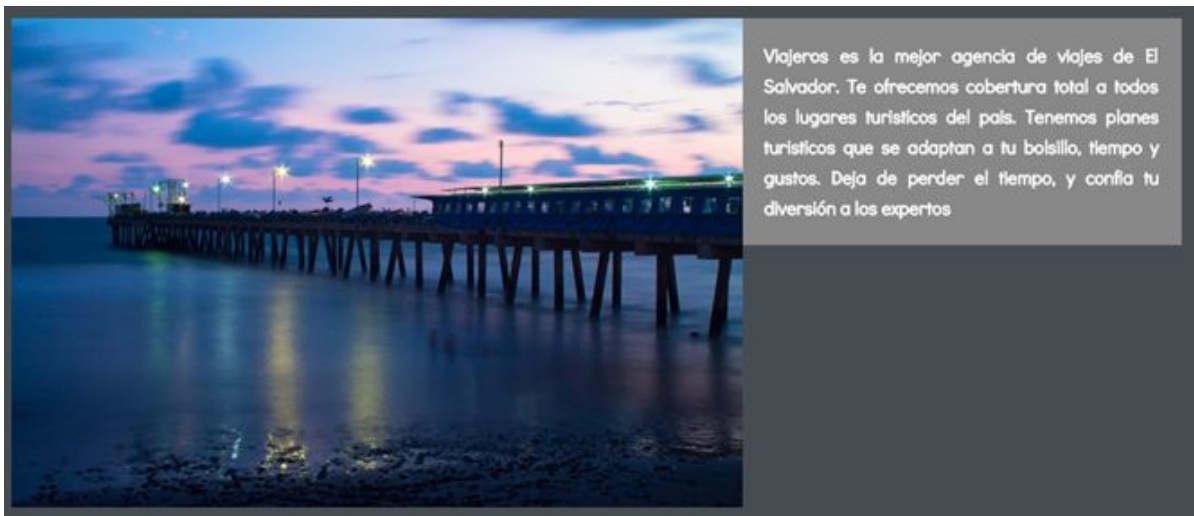 Viajeros es la mejor agencia de viajes de El
Salvador. Te ofrecemos cobertura total a todos
los lugares turisticos del pais. Tenemos planes
turisticos que se adaptan a tu bolsillo, tiempo y
gustos. Deja de perder el tiempo, y confia tu
diversión a los expertos